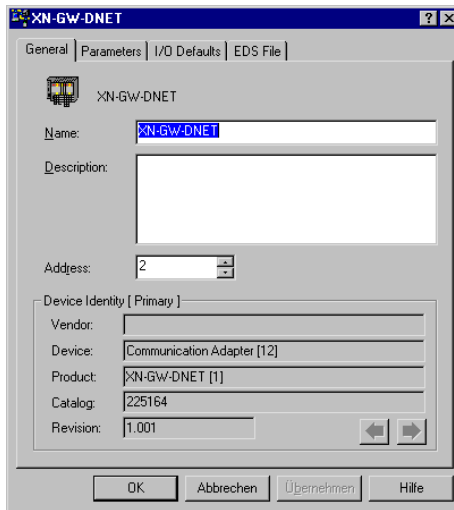 XN-GW-DNET
General Parameters I/O Defaults EDS File
XN-GW-DNET
Name: XN-GW-DNET
Description:
Address: 2
Device Identity [ Primary ]
Vendor:
Device: Communication Adapter [12]
Product: XN-GW-DNET [1]
Catalog: 225164
Revision: 1.001
OK Abbrechen Übernehmen Hilfe